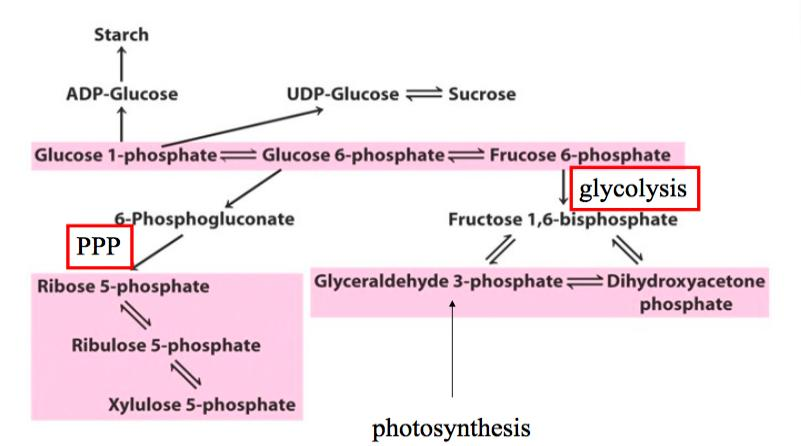 Starch
ADP-Glucose
UDP-Glucose ⇌ Sucrose
Glucose 1-phosphate ⇌ Glucose 6-phosphate ⇌ Frucose 6-phosphate
glycolysis
6-Phosphogluconate
Fructose 1,6-bisphosphate
PPP
Ribose 5-phosphate
Glyceraldehyde 3-phosphate ⇌ Dihydroxyacetone
phosphate
Ribulose 5-phosphate
Xylulose 5-phosphate
photosynthesis